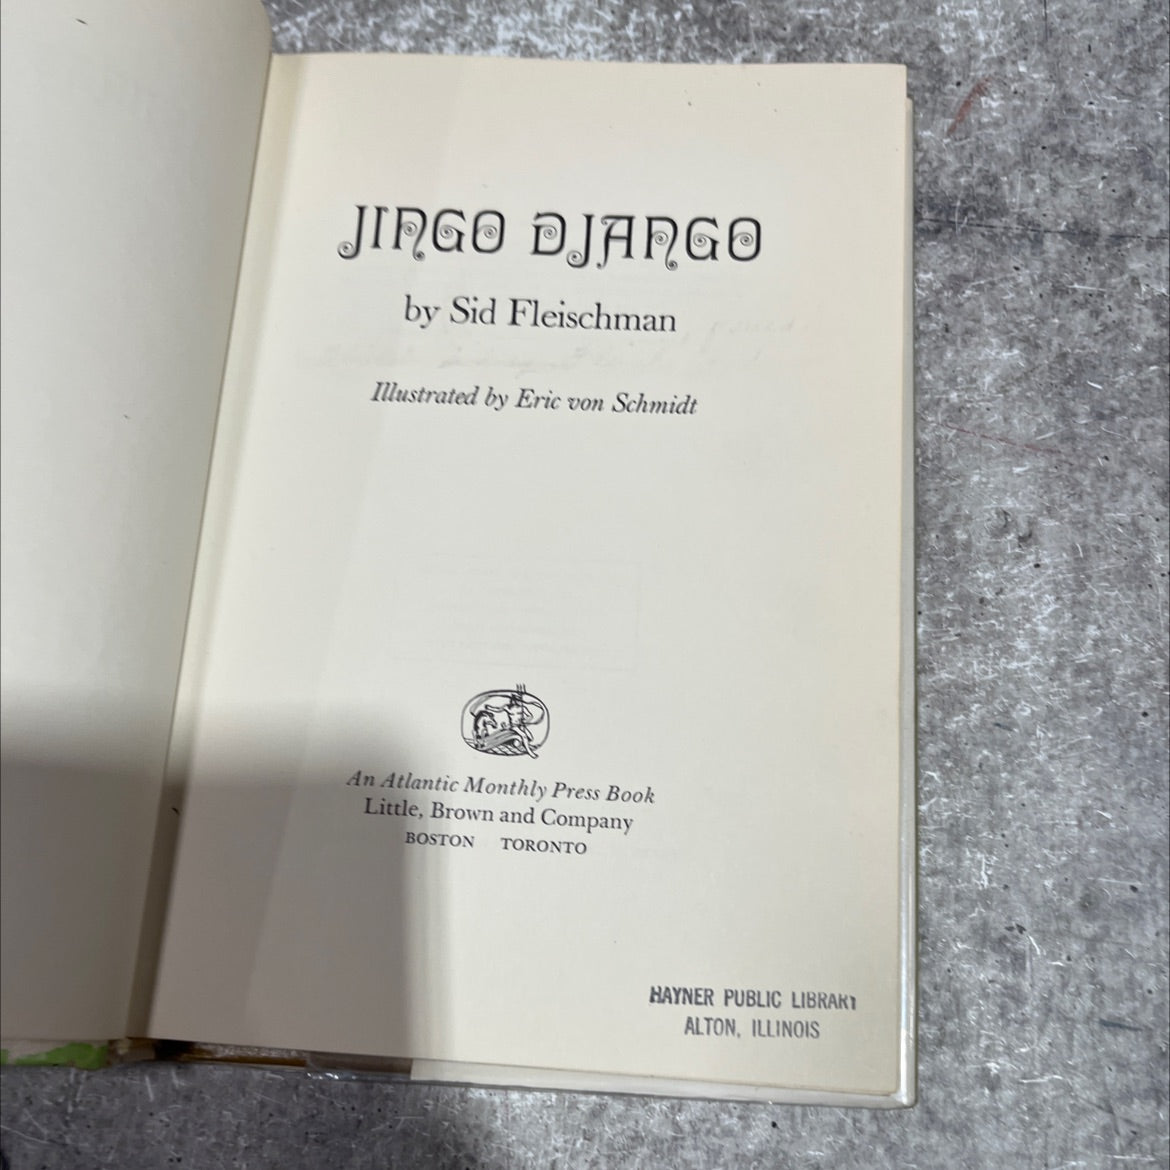 JINGO DJANGO
by Sid Fleischman
Illustrated by Eric von Schmidt
An Atlantic Monthly Press Book
Little, Brown and Company
BOSTON TORONTO
HAYNER PUBLIC LIBRARY
ALTON, ILLINOIS